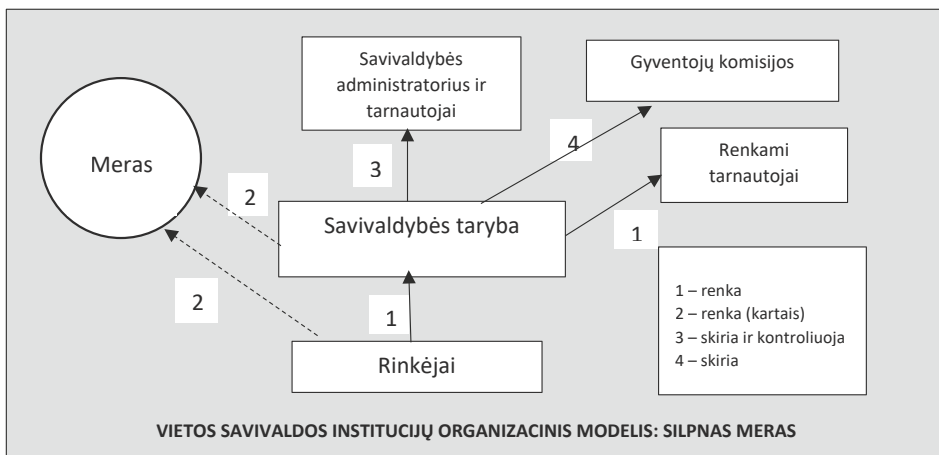 Savivaldybės
administratorius ir
tarnautojai
Gyventojų komisijos
Meras
3
4
Renkami
tarnautojai
2
Savivaldybės taryba
1
2
1
1 – renka
2 – renka (kartais)
3 – skiria ir kontroliuoja
4 – skiria
Rinkėjai
VIETOS SAVIVALDOS INSTITUCIJŲ ORGANIZACINIS MODELIS: SILPNAS MERAS